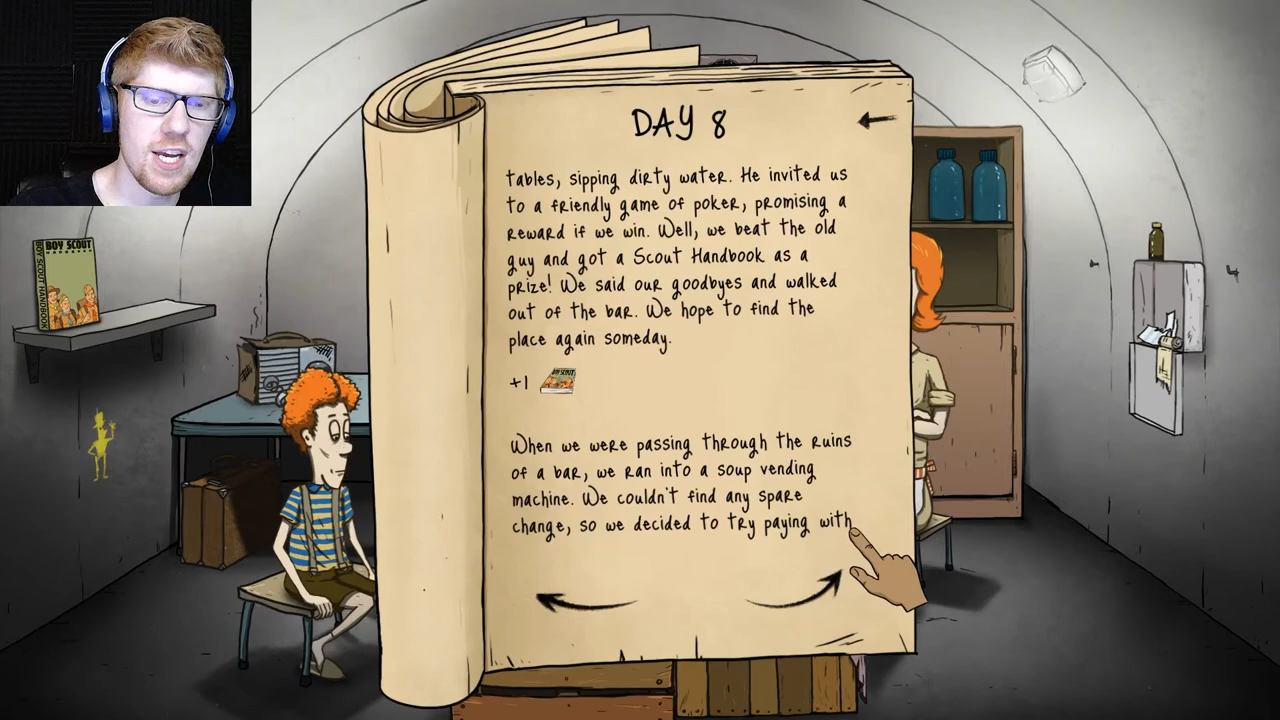 DAY 8
tables, sipping dirty water. He invited us
to a friendly game of poker, promising a
reward if we win. Well, we beat the old
guy and got a Scout Handbook as a
prize! We said our goodbyes and walked
out of the bar. We hope to find the
place again someday.
+1
When we were passing through the ruins
of a bar, we ran into a soup vending
machine. We couldn't find any spare
change, so we decided to try paying with
BOY SCOUT
BOY SCOUT HANDBOOK
BOY SCOUT